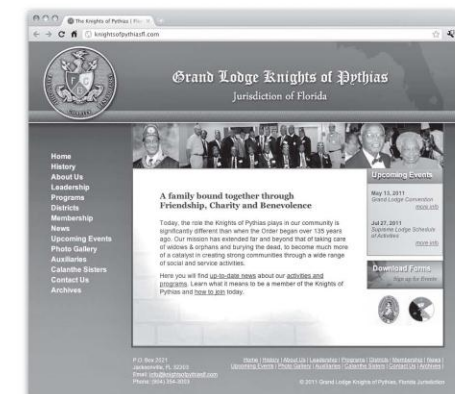 The Knights of Pythias | Flor
knightsofpythiasfl.com
Grand Lodge Knights of Pythias
Jurisdiction of Florida
Home
History
About Us
Leadership
Programs
Districts
Membership
News
Upcoming Events
Photo Gallery
Auxiliaries
Calanthe Sisters
Contact Us
Archives
A family bound together through
Friendship, Charity and Benevolence
Today, the role the Knights of Pythias plays in our community is
significantly different than when the Order began over 135 years
ago. Our mission has extended far and beyond that of taking care
of widows & orphans and burying the dead, to become much more
of a catalyst in creating strong communities through a wide range
of social and service activities.
Here you will find up-to-date news about our activities and
programs. Learn what it means to be a member of the Knights of
Pythias and how to join today.
Upcoming Events
May 13, 2011
Grand Lodge Convention
more info
Jul 27, 2011
Supreme Lodge Schedule
of Activities
more info
Download Forms
Sign up for Events
P.O. Box 2021
Jacksonville, FL 32203
Email: info@knightsofpythiasfl.com
Home | History | About Us | Leadership | Programs | Districts | Membership | News |
Upcoming Events | Photo Gallery | Auxiliaries | Calanthe Sisters | Contact Us | Archives |
© 2011 Grand Lodge Knights of Pythias, Florida Jurisdiction